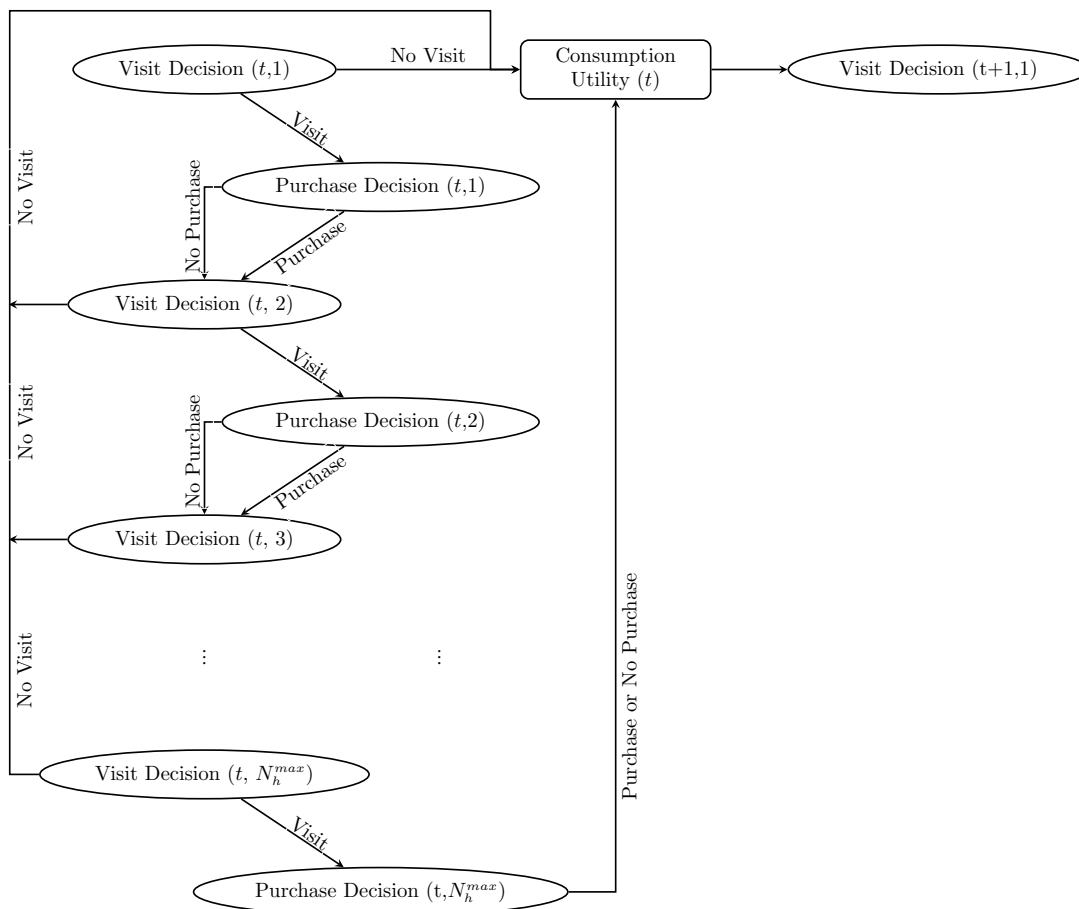 Visit Decision (t,1)
No Visit
Consumption
Utility (t)
Visit Decision (t+1,1)
Visit
No Visit
Purchase Decision (t,1)
No Purchase
Purchase
Visit Decision (t, 2)
Visit
No Visit
Purchase Decision (t,2)
No Purchase
Purchase
Visit Decision (t, 3)
No Visit
⋮
⋮
Purchase or No Purchase
Visit Decision (t, $N_h^{max}$)
Visit
Purchase Decision (t,$N_h^{max}$)